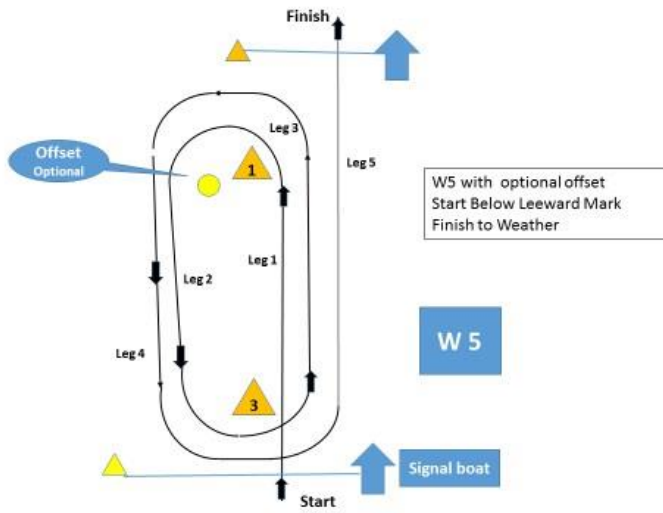 Finish
Leg 3
Offset
Optional
1
Leg 5
W5 with optional offset
Start Below Leeward Mark
Finish to Weather
Leg 1
Leg 2
W 5
Leg 4
3
Signal boat
Start